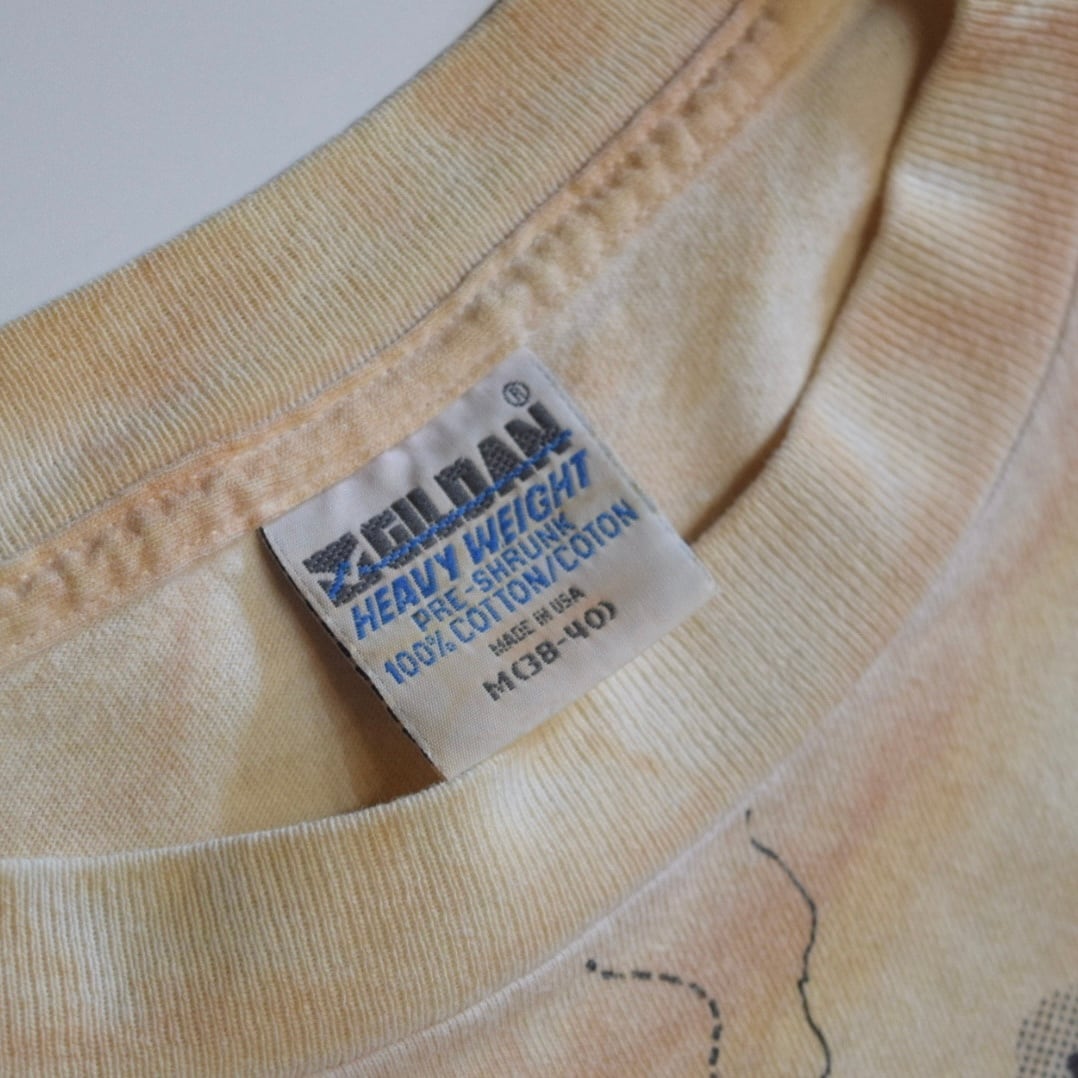 ®
GILDAN
HEAVY WEIGHT
PRE-SHRUNK
100% COTTON/COTON
MADE IN USA
M(38-40)